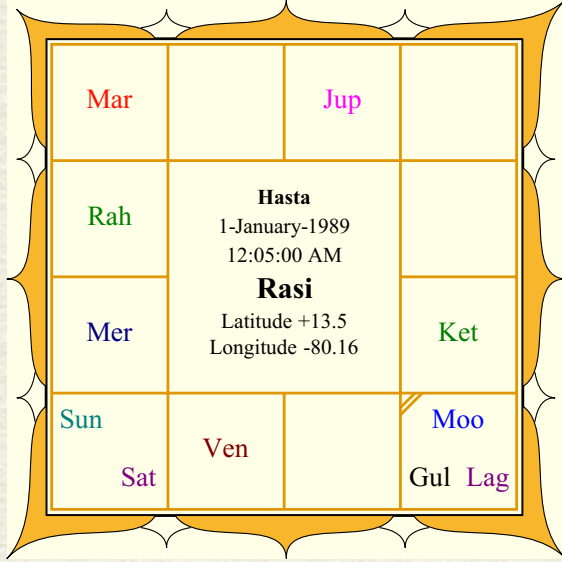 Mar
Jup
Rah
Hasta
1-January-1989
12:05:00 AM
Rasi
Latitude +13.5
Longitude -80.16
Mer
Ket
Sun
Sat
Ven
Moo
Gul Lag